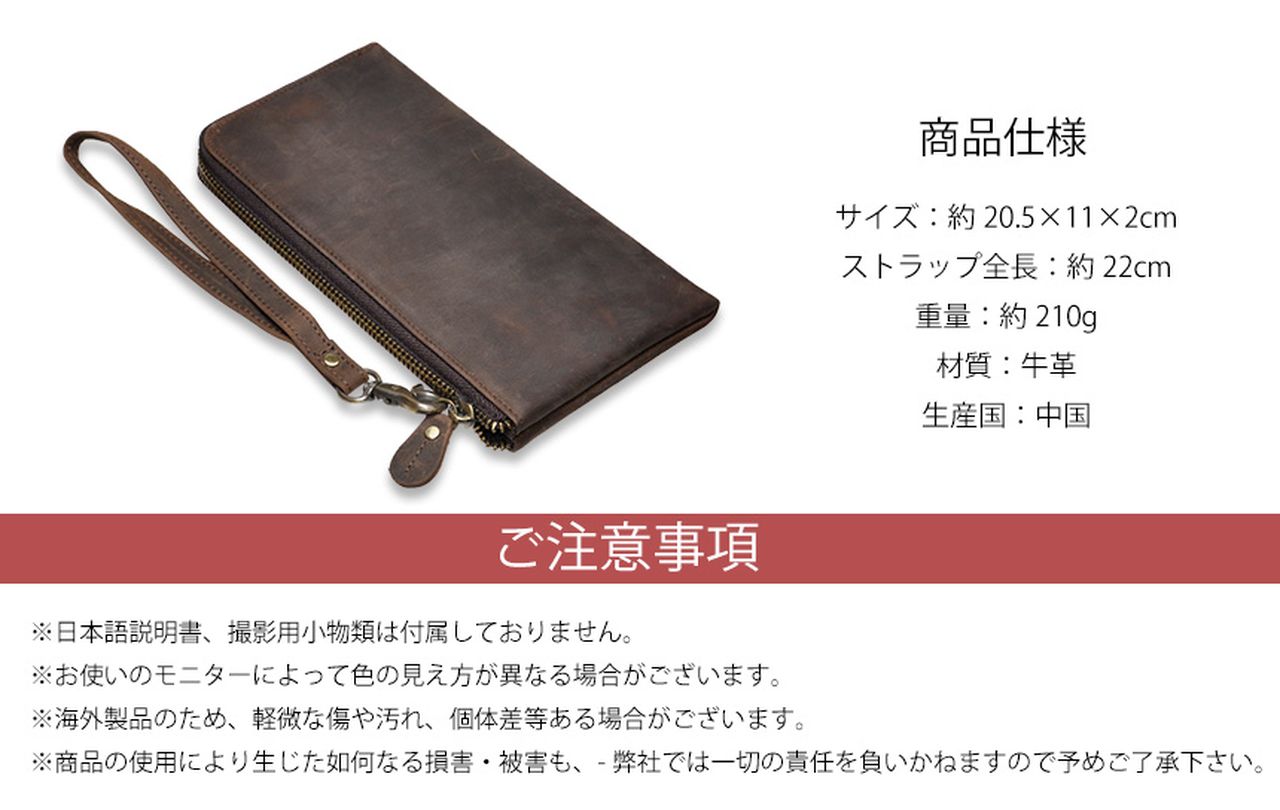 商品仕様
サイズ：約 20.5×11×2cm
ストラップ全長：約 22cm
重量：約 210g
材質：牛革
生産国：中国
ご注意事項
※日本語説明書、撮影用小物類は付属しておりません。
※お使いのモニターによって色の見え方が異なる場合がございます。
※海外製品のため、軽微な傷や汚れ、個体差等ある場合がございます。
※商品の使用により生じた如何なる損害・被害も、- 弊社では一切の責任を負いかねますので予めご了承下さい。